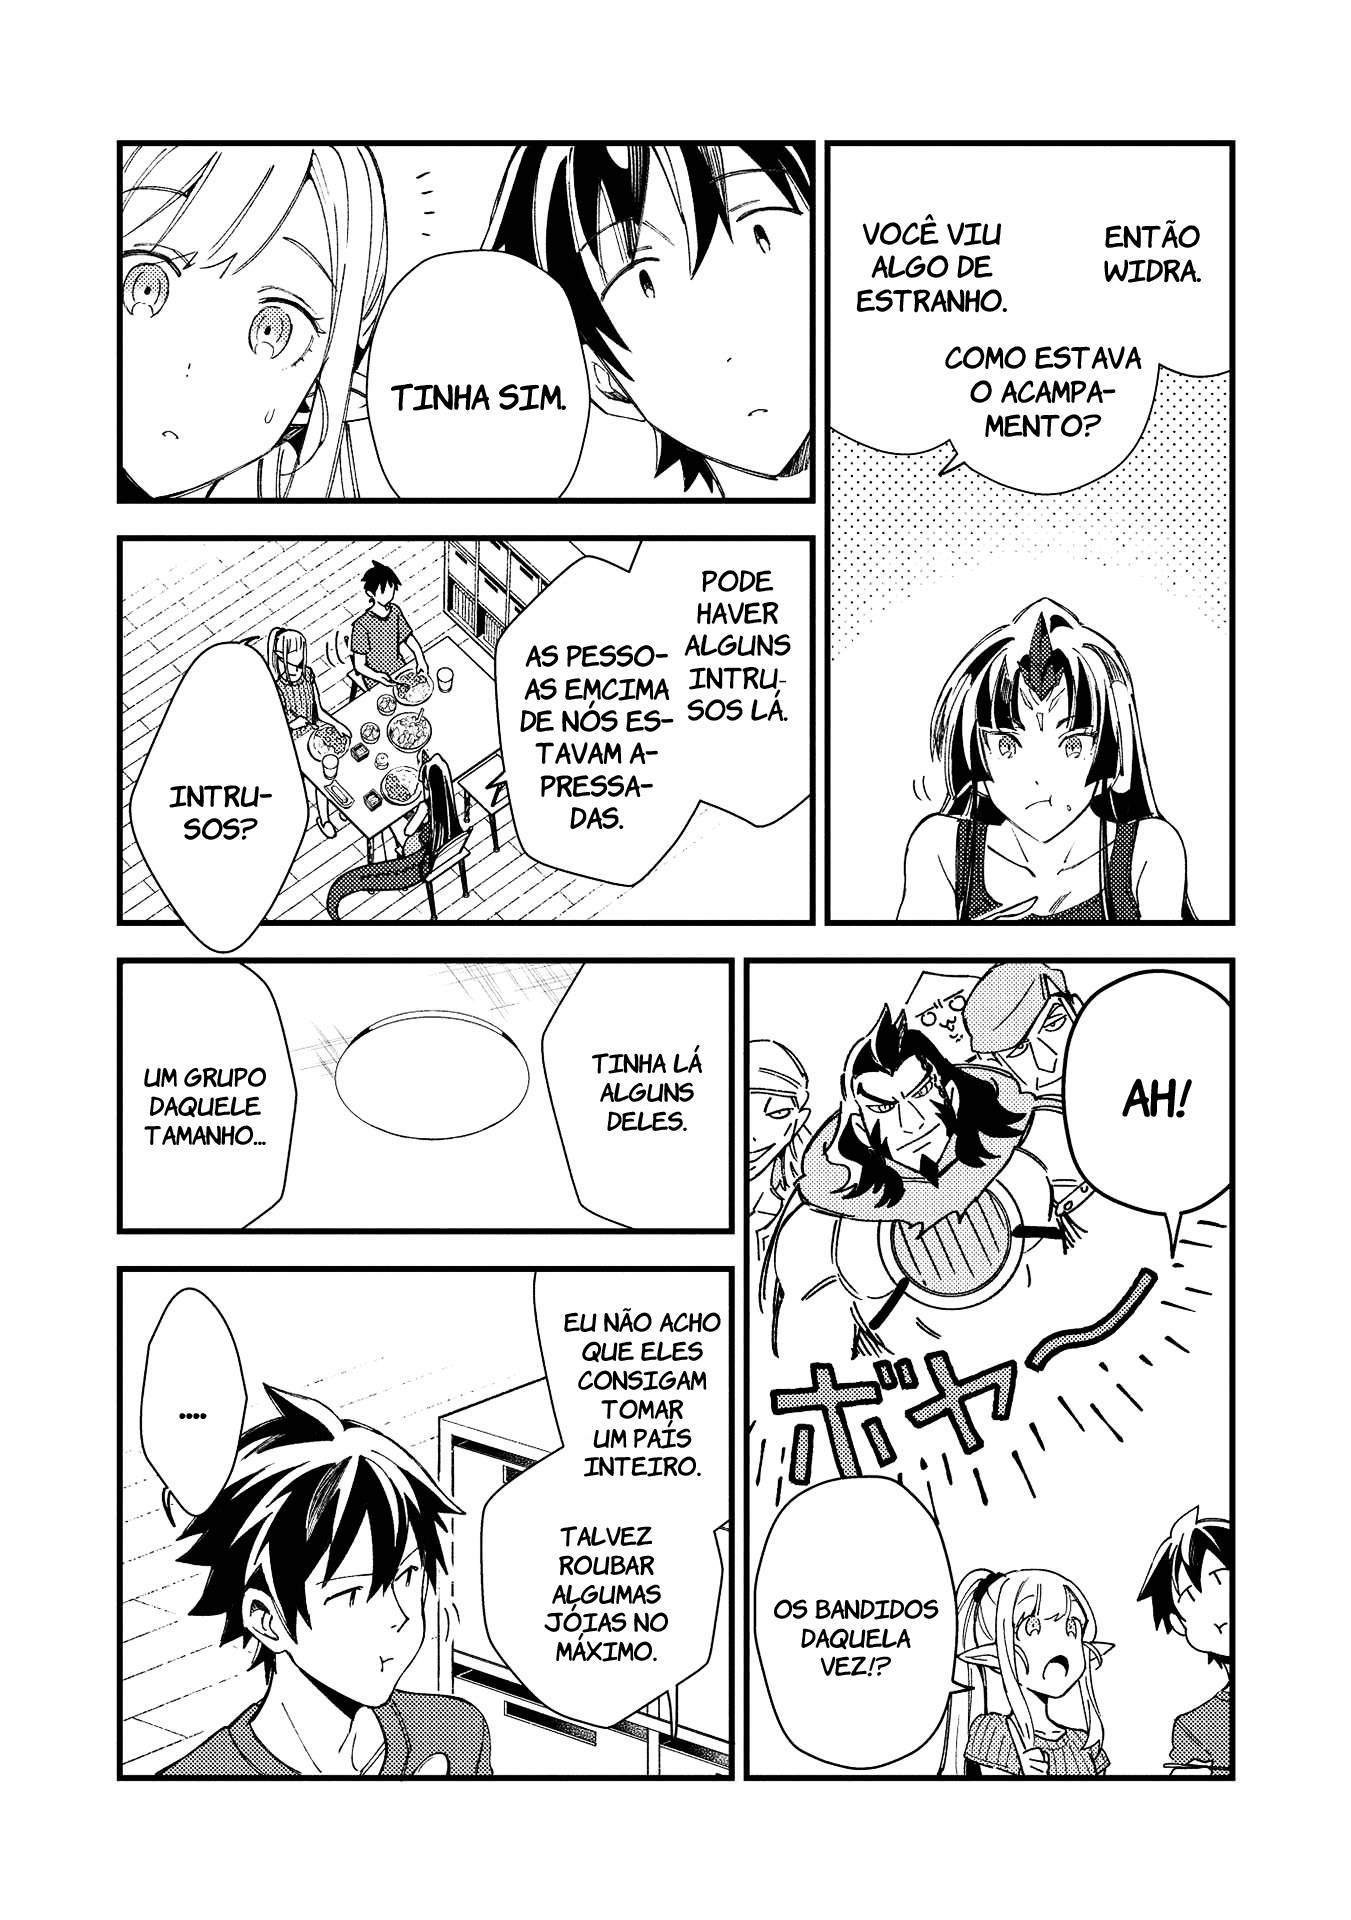 ENTÃO
WIDRA.
VOCÊ VIU
ALGO DE
ESTRANHO.
COMO ESTAVA
O ACAMPA-
MENTO?
TINHA SIM.
PODE
HAVER
ALGUNS
INTRU-
SOS LÁ.
AS PESSO-
AS EMCIMA
DE NÓS ES-
TAVAM A-
PRESSA-
DAS.
INTRU-
SOS?
AH!
ボヤー
OS BANDIDOS
DAQUELA
VEZ!?
TINHA LÁ
ALGUNS
DELES.
UM GRUPO
DAQUELE
TAMANHO...
EU NÃO ACHO
QUE ELES
CONSIGAM
TOMAR
UM PAÍS
INTEIRO.
TALVEZ
ROUBAR
ALGUMAS
JÓIAS NO
MÁXIMO.
....